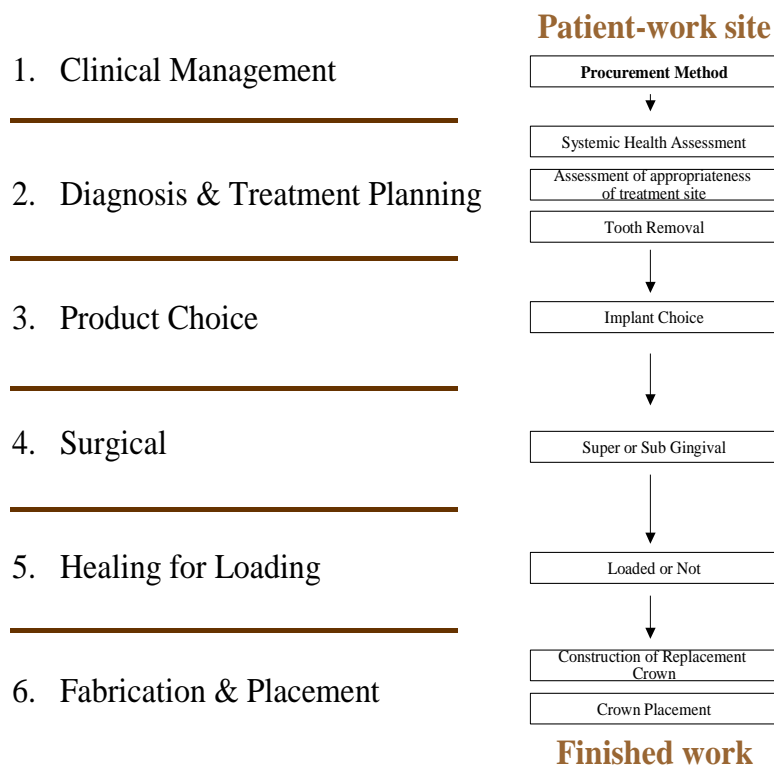 Patient-work site
1. Clinical Management
Procurement Method
Systemic Health Assessment
2. Diagnosis & Treatment Planning
Assessment of appropriateness
of treatment site
Tooth Removal
3. Product Choice
Implant Choice
4. Surgical
Super or Sub Gingival
5. Healing for Loading
Loaded or Not
Construction of Replacement
Crown
6. Fabrication & Placement
Crown Placement
Finished work